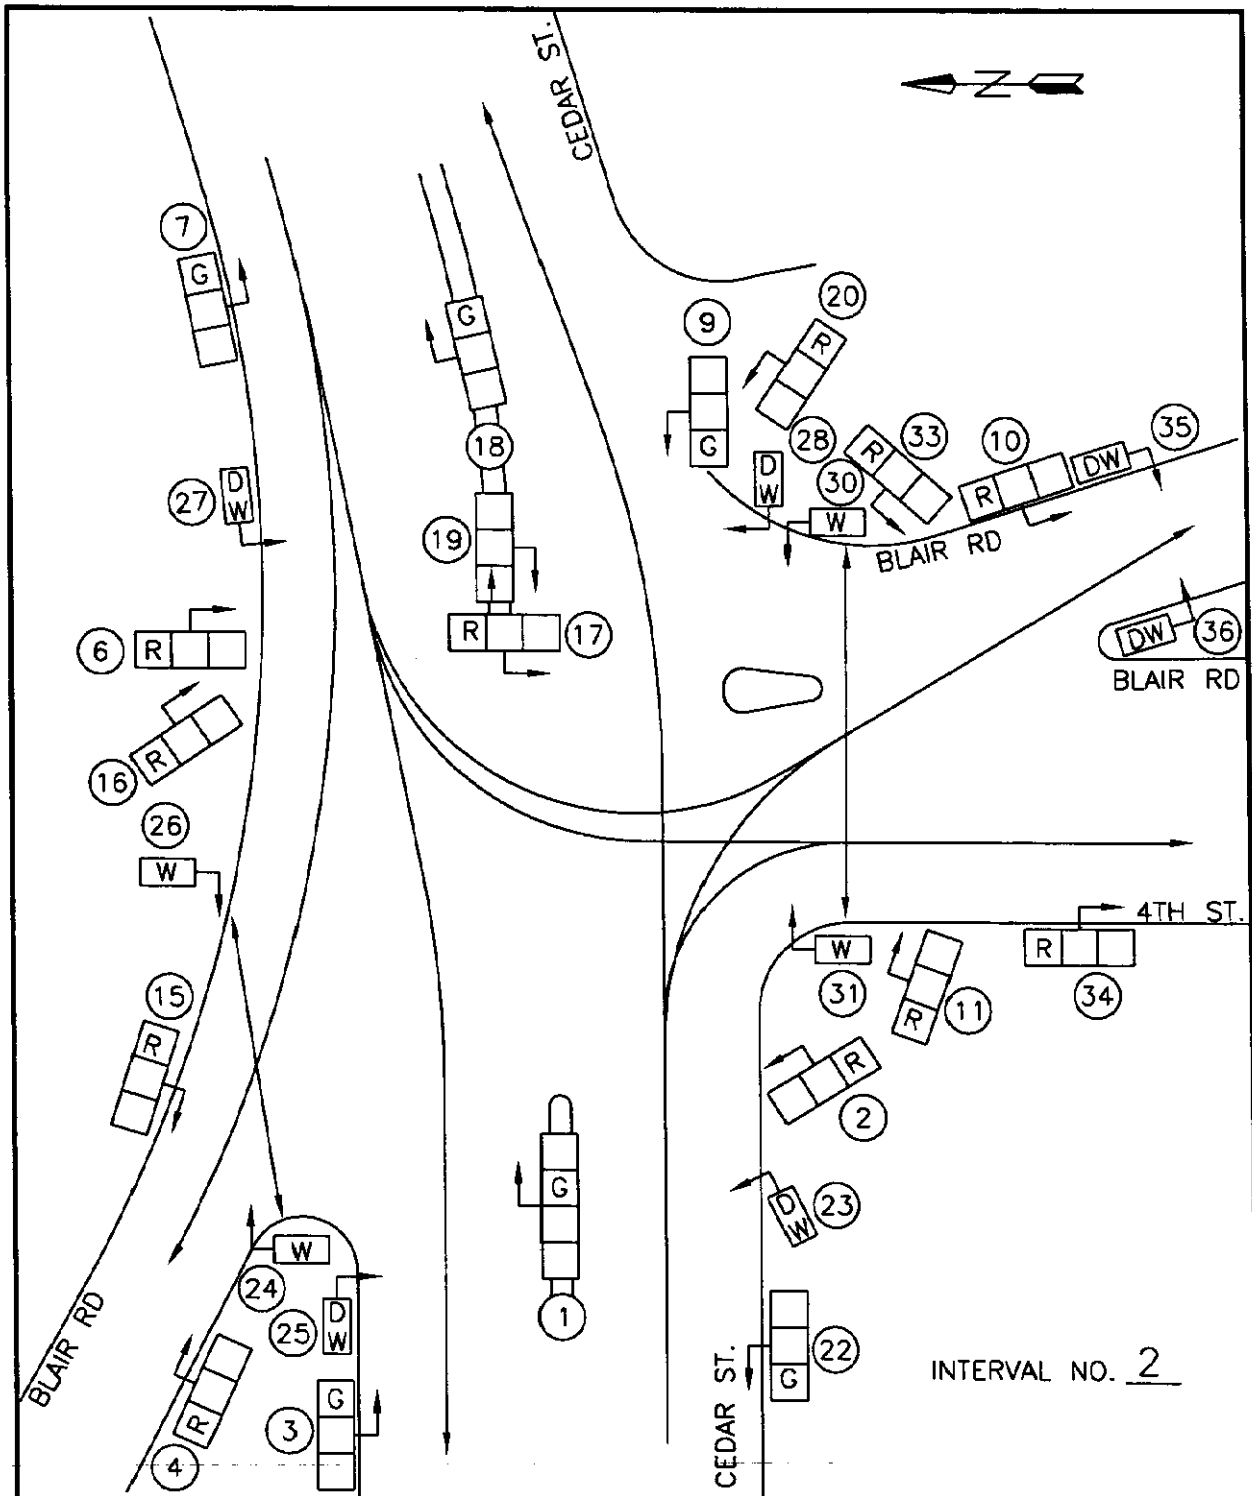 CEDAR ST.
N
7
G
20
9
R
G
18
G
28
33
R
10
R
35
DW
27
D
W
D
W
30
W
19
BLAIR RD
6
R
R
17
DW
36
BLAIR RD
16
R
26
W
4TH ST.
W
31
R
11
R
34
15
R
R
2
G
D
W
23
W
24
D
W
25
1
22
G
BLAIR RD
CEDAR ST.
INTERVAL NO. 2
G
3
R
4